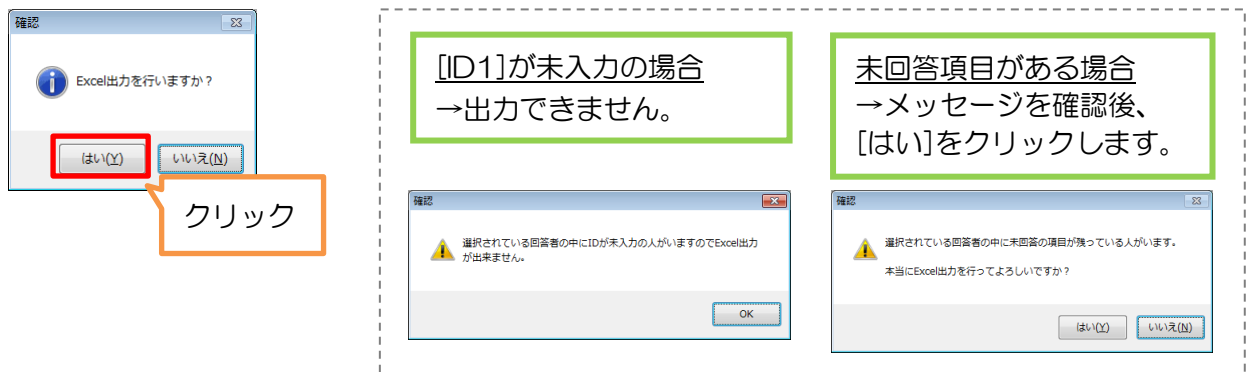 確認
Excel出力を行いますか？
はい(Y)
いいえ(N)
クリック
[ID1]が未入力の場合
→出力できません。
確認
選択されている回答者の中にIDが未入力の人がいますのでExcel出力
が出来ません。
OK
未回答項目がある場合
→メッセージを確認後、
[はい]をクリックします。
確認
選択されている回答者の中に未回答の項目が残っている人がいます。
本当にExcel出力を行ってよろしいですか？
はい(Y)
いいえ(N)